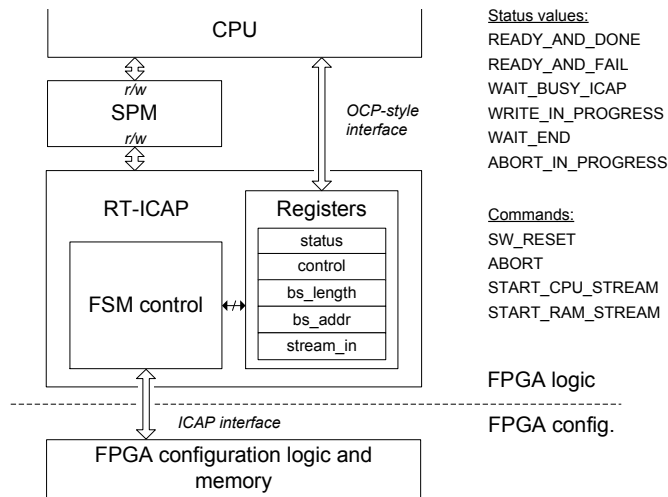 CPU
r/w
SPM
r/w
OCP-style
interface
RT-ICAP
Registers
status
control
bs_length
bs_addr
stream_in
FSM control
ICAP interface
FPGA configuration logic and
memory
Status values:
READY_AND_DONE
READY_AND_FAIL
WAIT_BUSY_ICAP
WRITE_IN_PROGRESS
WAIT_END
ABORT_IN_PROGRESS
Commands:
SW_RESET
ABORT
START_CPU_STREAM
START_RAM_STREAM
FPGA logic
FPGA config.